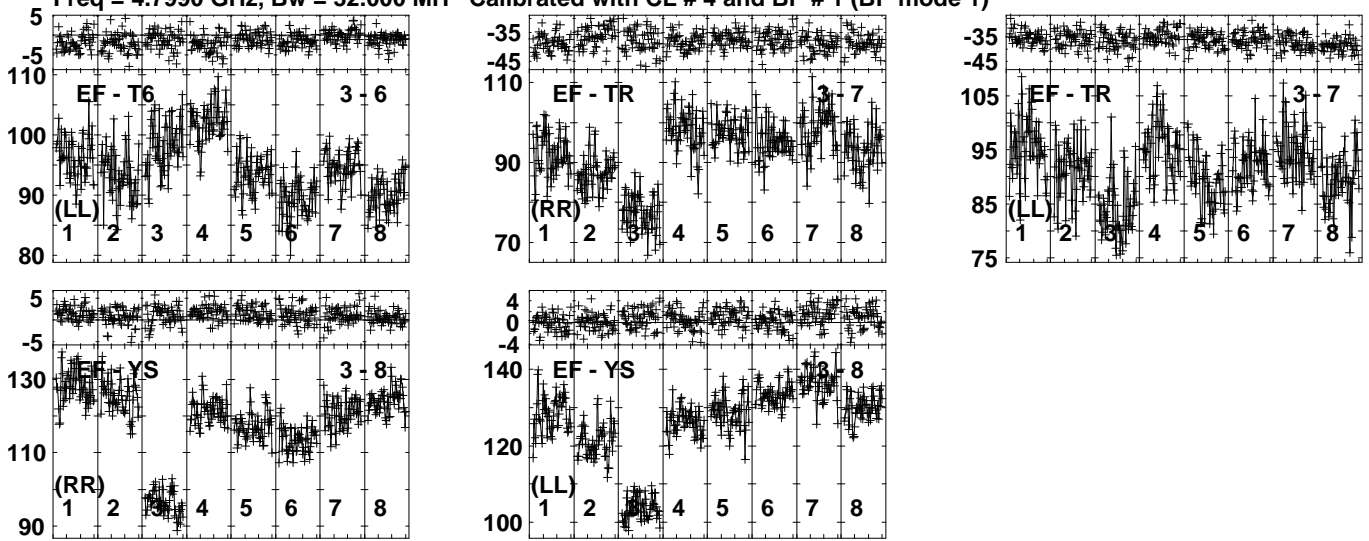 Freq = 4.7990 GHz, Bw = 32.000 MH Calibrated with CL # 4 and BP # 1 (BP mode 1)
5
-5
110
100
90
80
EF - T6
3 - 6
(LL)
1 2 3 4 5 6 7 8
-35
-45
110
90
70
EF - TR
3 - 7
(RR)
1 2 3 4 5 6 7 8
-35
-45
105
95
85
75
EF - TR
3 - 7
(LL)
1 2 3 4 5 6 7 8
5
-5
130
110
90
EF - YS
3 - 8
(RR)
1 2 3 4 5 6 7 8
4
0
-4
140
120
100
EF - YS
3 - 8
(LL)
1 2 3 4 5 6 7 8